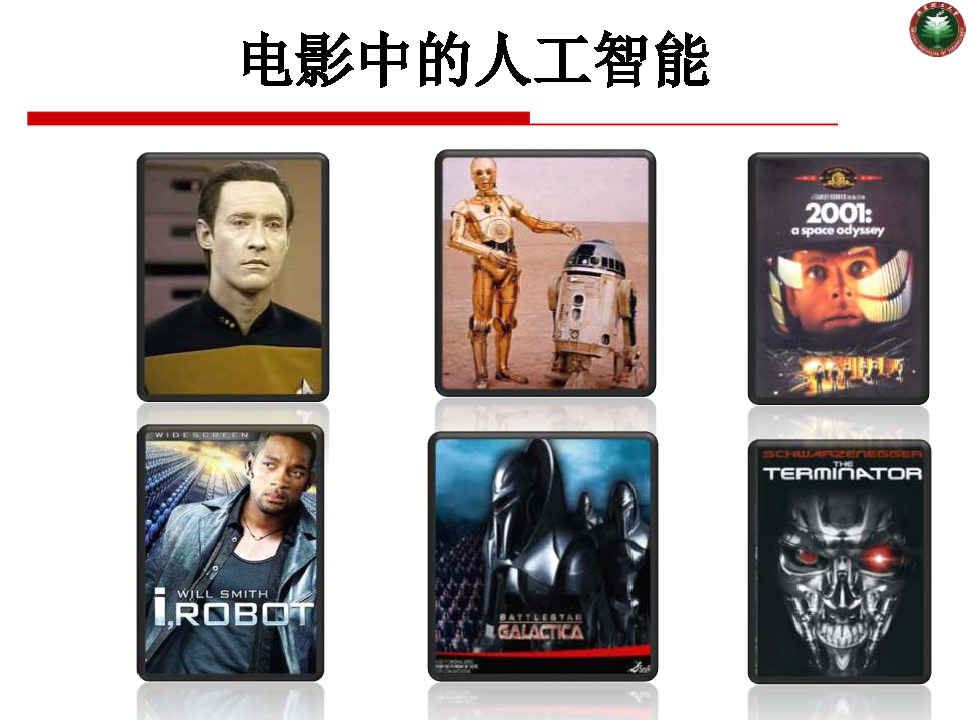 电影中的人工智能
2001:
a space odyssey
WIDESCREEN
WILL SMITH
i,ROBOT
BATTLESTAR
GALACTICA
SCHWARZENEGGER
THE
TERMINATOR